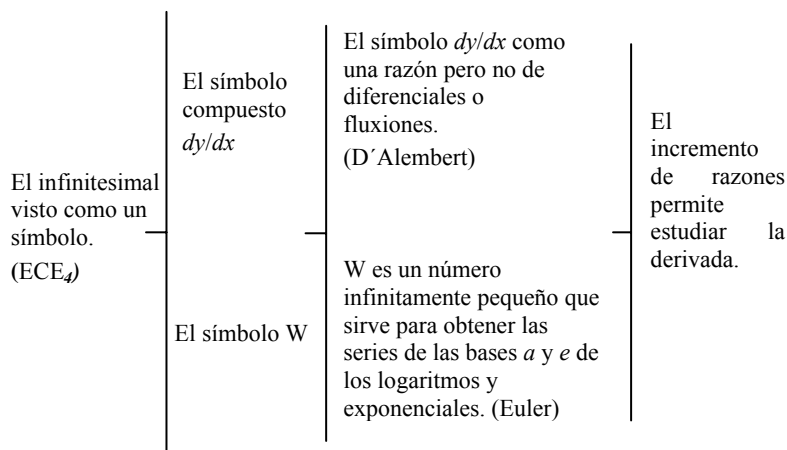 El infinitesimal
visto como un
símbolo.
(ECE4)
El símbolo
compuesto
dy/dx
El símbolo W
El símbolo dy/dx como
una razón pero no de
diferenciales o
fluxiones.
(D´Alembert)
W es un número
infinitamente pequeño que
sirve para obtener las
series de las bases a y e de
los logaritmos y
exponenciales. (Euler)
El
incremento
de razones
permite
estudiar la
derivada.